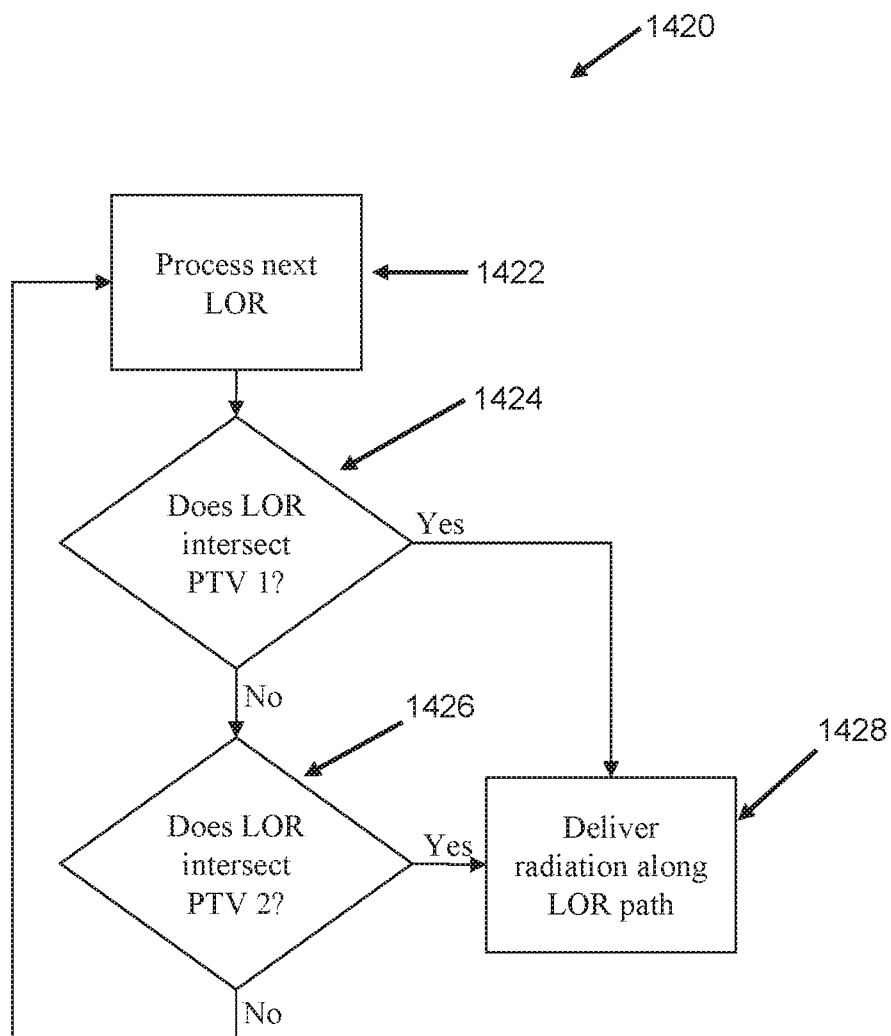 1420
Process next
LOR
1422
1424
Does LOR
intersect
PTV 1?
Yes
No
1426
1428
Does LOR
intersect
PTV 2?
Yes
Deliver
radiation along
LOR path
No